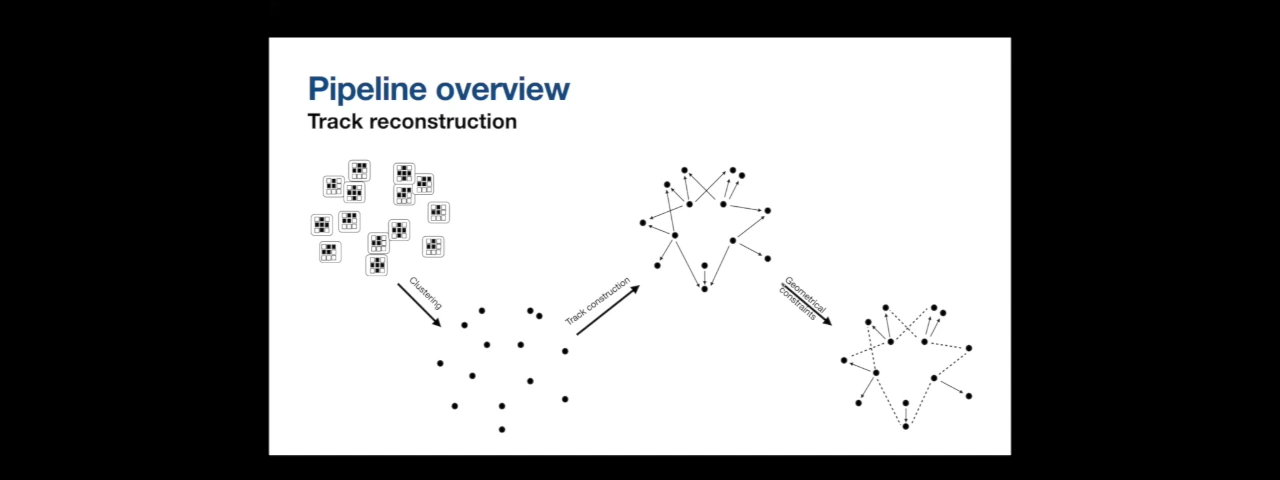 Pipeline overview
Track reconstruction
Clustering
Track construction
Geometrical
constraints